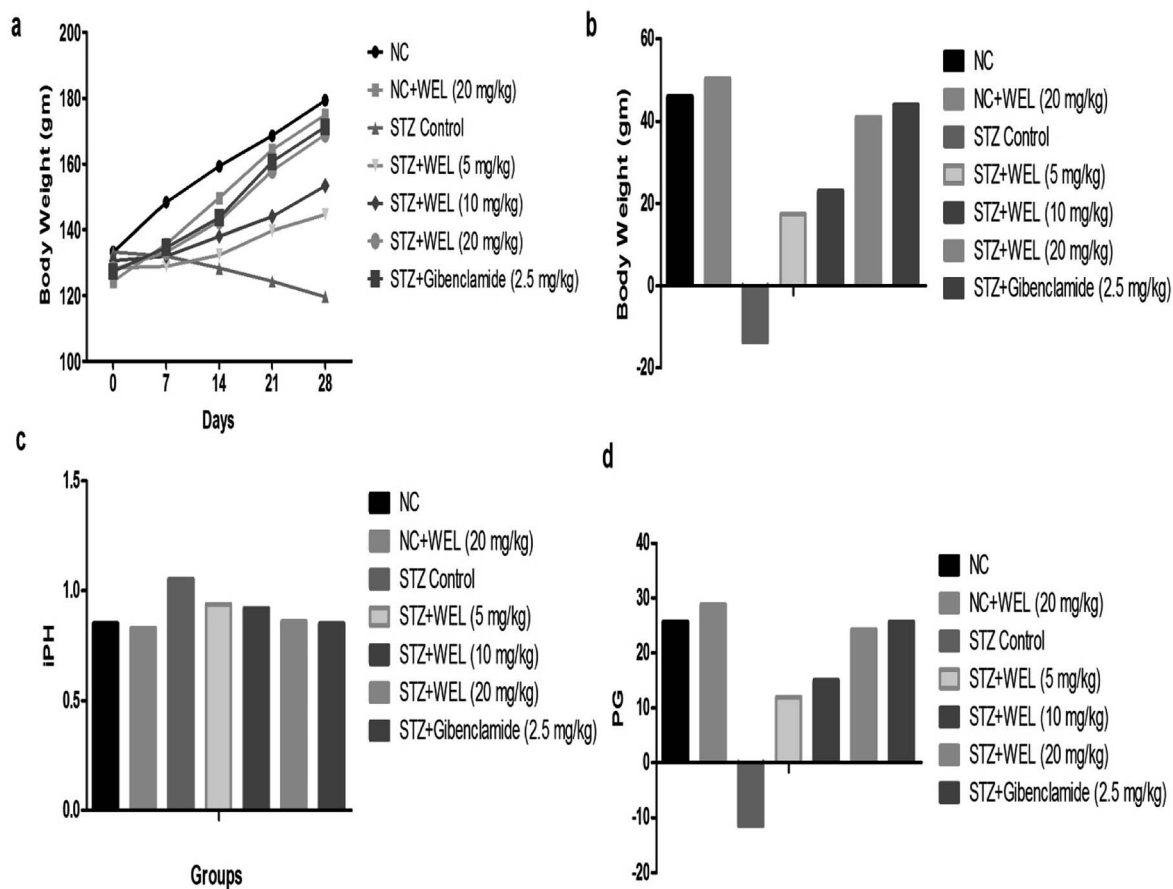 a
Body Weight (gm)
200
180
160
140
120
100
0 7 14 21 28
Days
NC
NC+WEL (20 mg/kg)
STZ Control
STZ+WEL (5 mg/kg)
STZ+WEL (10 mg/kg)
STZ+WEL (20 mg/kg)
STZ+Gibenclamide (2.5 mg/kg)
b
Body Weight (gm)
60
40
20
0
-20
NC
NC+WEL (20 mg/kg)
STZ Control
STZ+WEL (5 mg/kg)
STZ+WEL (10 mg/kg)
STZ+WEL (20 mg/kg)
STZ+Gibenclamide (2.5 mg/kg)
c
iPH
1.5
1.0
0.5
0.0
Groups
NC
NC+WEL (20 mg/kg)
STZ Control
STZ+WEL (5 mg/kg)
STZ+WEL (10 mg/kg)
STZ+WEL (20 mg/kg)
STZ+Gibenclamide (2.5 mg/kg)
d
PG
40
30
20
10
0
-10
-20
NC
NC+WEL (20 mg/kg)
STZ Control
STZ+WEL (5 mg/kg)
STZ+WEL (10 mg/kg)
STZ+WEL (20 mg/kg)
STZ+Gibenclamide (2.5 mg/kg)